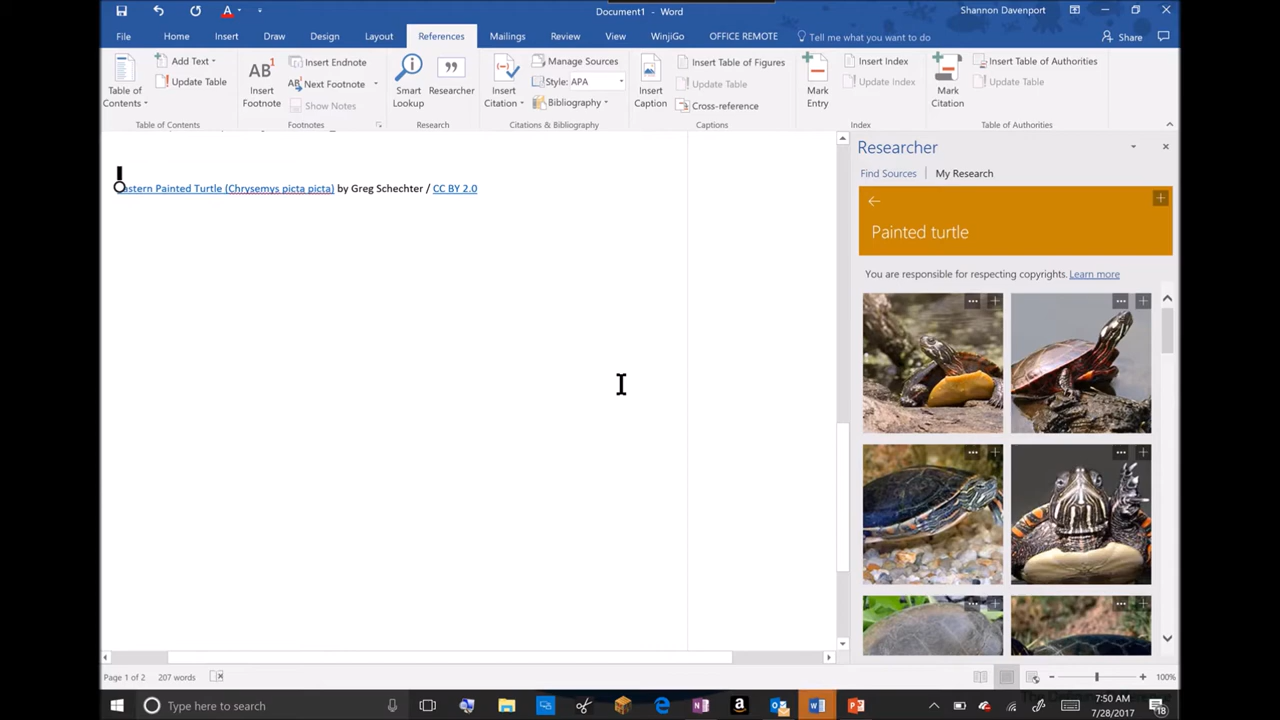 Document1 - Word
Shannon Davenport
File
Home
Insert
Draw
Design
Layout
References
Mailings
Review
View
WinjiGo
OFFICE REMOTE
Tell me what you want to do
Share
Table of
Contents
Add Text
Update Table
Table of Contents
AB1
Insert
Footnote
Insert Endnote
Next Footnote
Show Notes
Footnotes
Smart
Lookup
Researcher
Research
Insert
Citation
Manage Sources
Style: APA
Bibliography
Citations & Bibliography
Insert
Caption
Insert Table of Figures
Update Table
Cross-reference
Captions
Mark
Entry
Insert Index
Update Index
Index
Mark
Citation
Insert Table of Authorities
Update Table
Table of Authorities
Eastern Painted Turtle (Chrysemys picta picta) by Greg Schechter / CC BY 2.0
Researcher
Find Sources
My Research
Painted turtle
You are responsible for respecting copyrights. Learn more
Page 1 of 2
207 words
100%
Type here to search
7:50 AM
7/28/2017
18